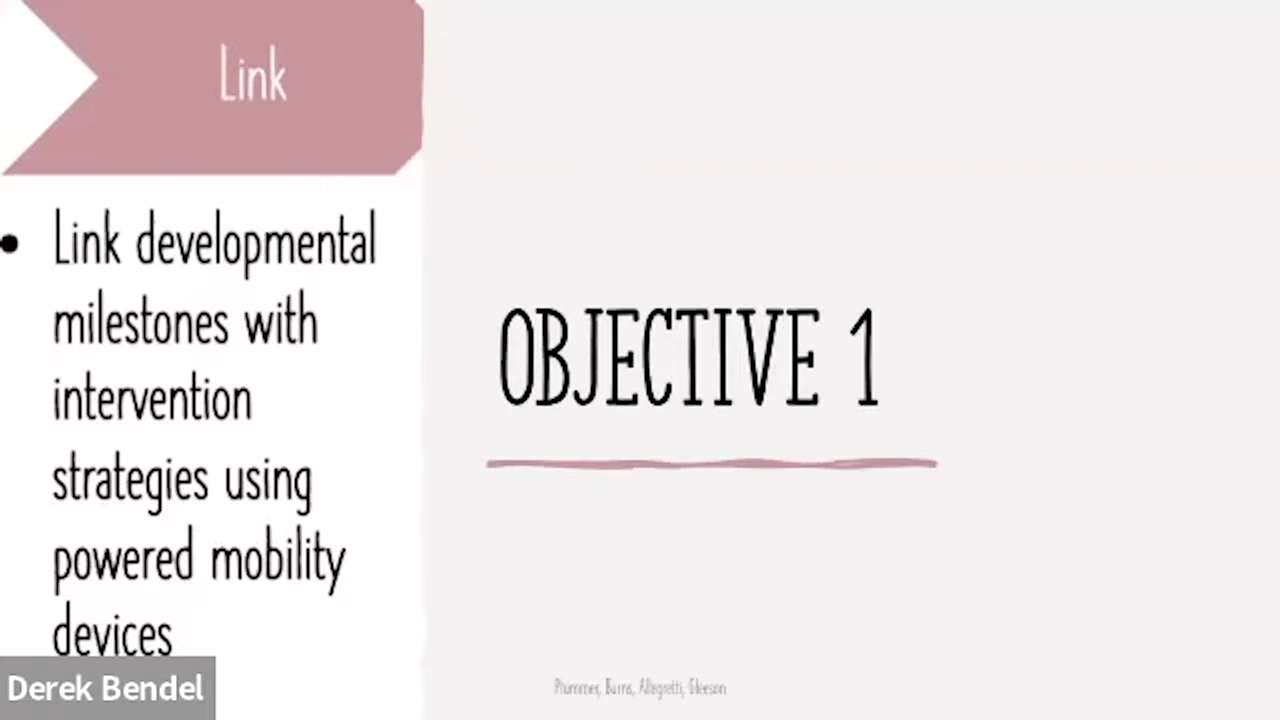 Link
• Link developmental
milestones with
intervention
strategies using
powered mobility
devices
OBJECTIVE 1
Derek Bendel
Plummer, Burns, Allegretti, Gleeson